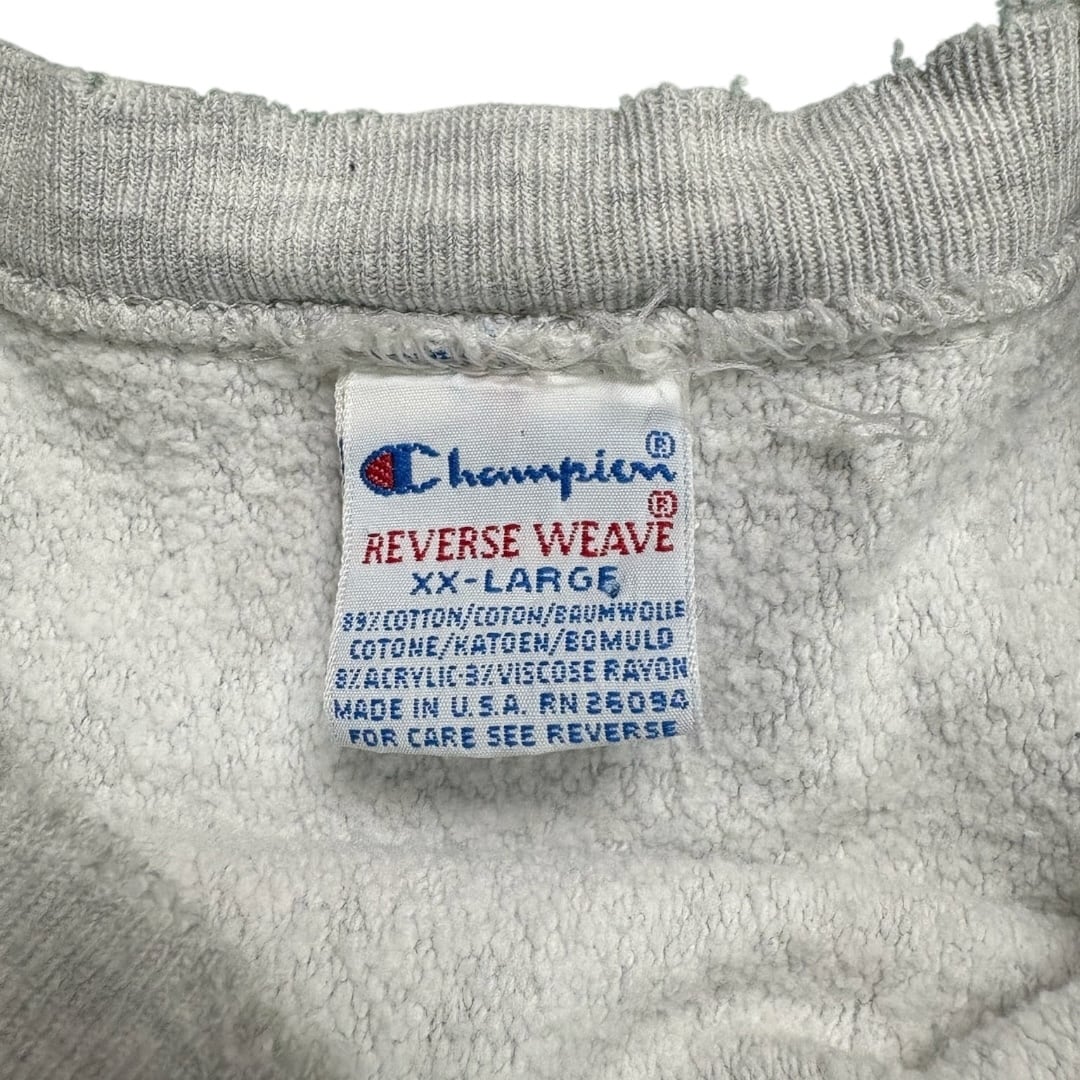 Champion®
REVERSE WEAVE®
XX-LARGE
89%COTTON/COTON/BAUMWOLLE
COTONE/KATOEN/BOMULD
8%ACRYLIC-3%VISCOSE RAYON
MADE IN U.S.A. RN 26094
FOR CARE SEE REVERSE